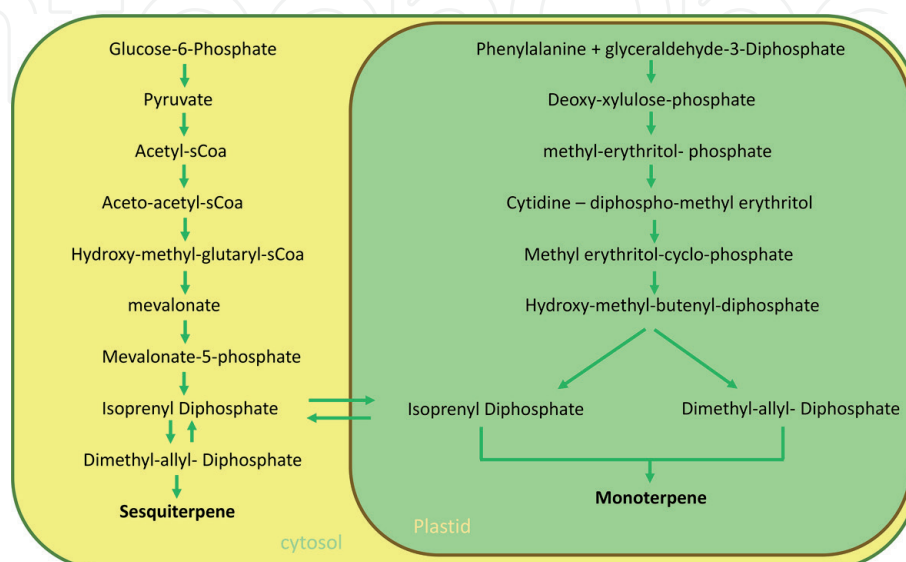 Glucose-6-Phosphate
Pyruvate
Acetyl-sCoa
Aceto-acetyl-sCoa
Hydroxy-methyl-glutaryl-sCoa
mevalonate
Mevalonate-5-phosphate
Isoprenyl Diphosphate
Dimethyl-allyl- Diphosphate
Sesquiterpene
cytosol
Phenylalanine + glyceraldehyde-3-Diphosphate
Deoxy-xylulose-phosphate
methyl-erythritol- phosphate
Cytidine – diphospho-methyl erythritol
Methyl erythritol-cyclo-phosphate
Hydroxy-methyl-butenyl-diphosphate
Isoprenyl Diphosphate
Dimethyl-allyl- Diphosphate
Monoterpene
Plastid